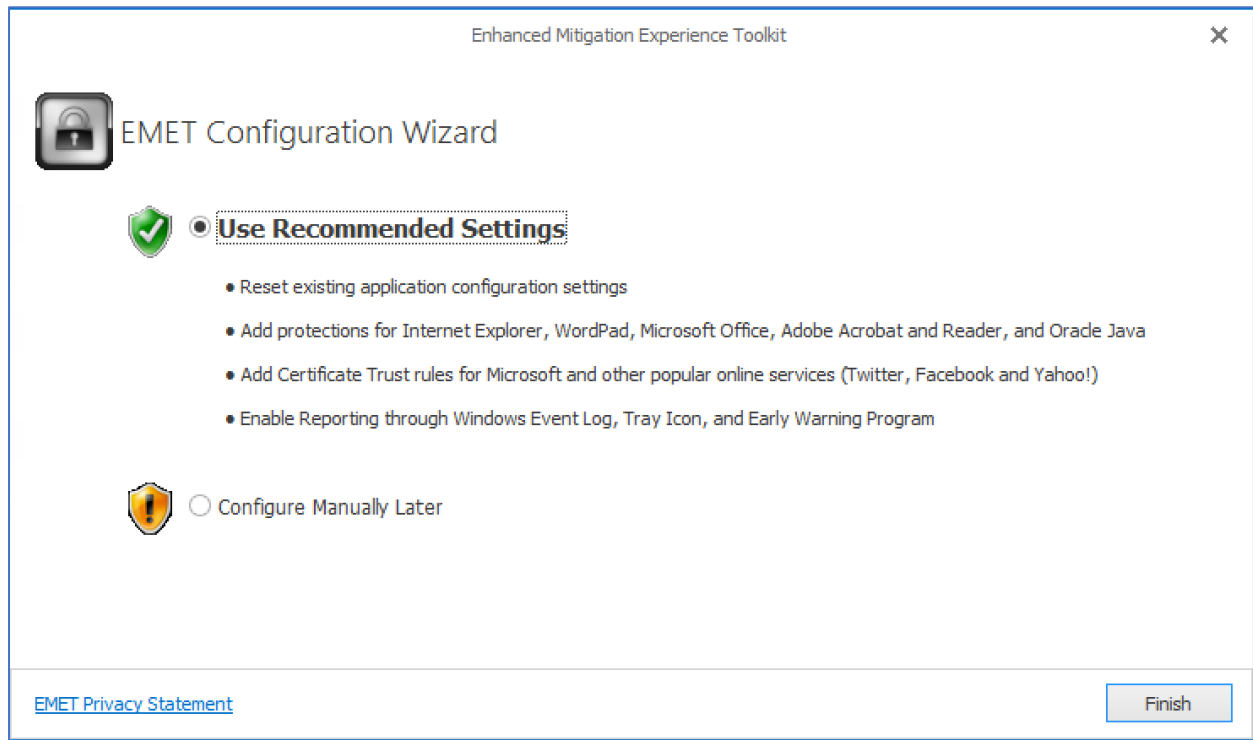 Enhanced Mitigation Experience Toolkit
EMET Configuration Wizard
Use Recommended Settings
● Reset existing application configuration settings
● Add protections for Internet Explorer, WordPad, Microsoft Office, Adobe Acrobat and Reader, and Oracle Java
● Add Certificate Trust rules for Microsoft and other popular online services (Twitter, Facebook and Yahoo!)
● Enable Reporting through Windows Event Log, Tray Icon, and Early Warning Program
Configure Manually Later
EMET Privacy Statement
Finish